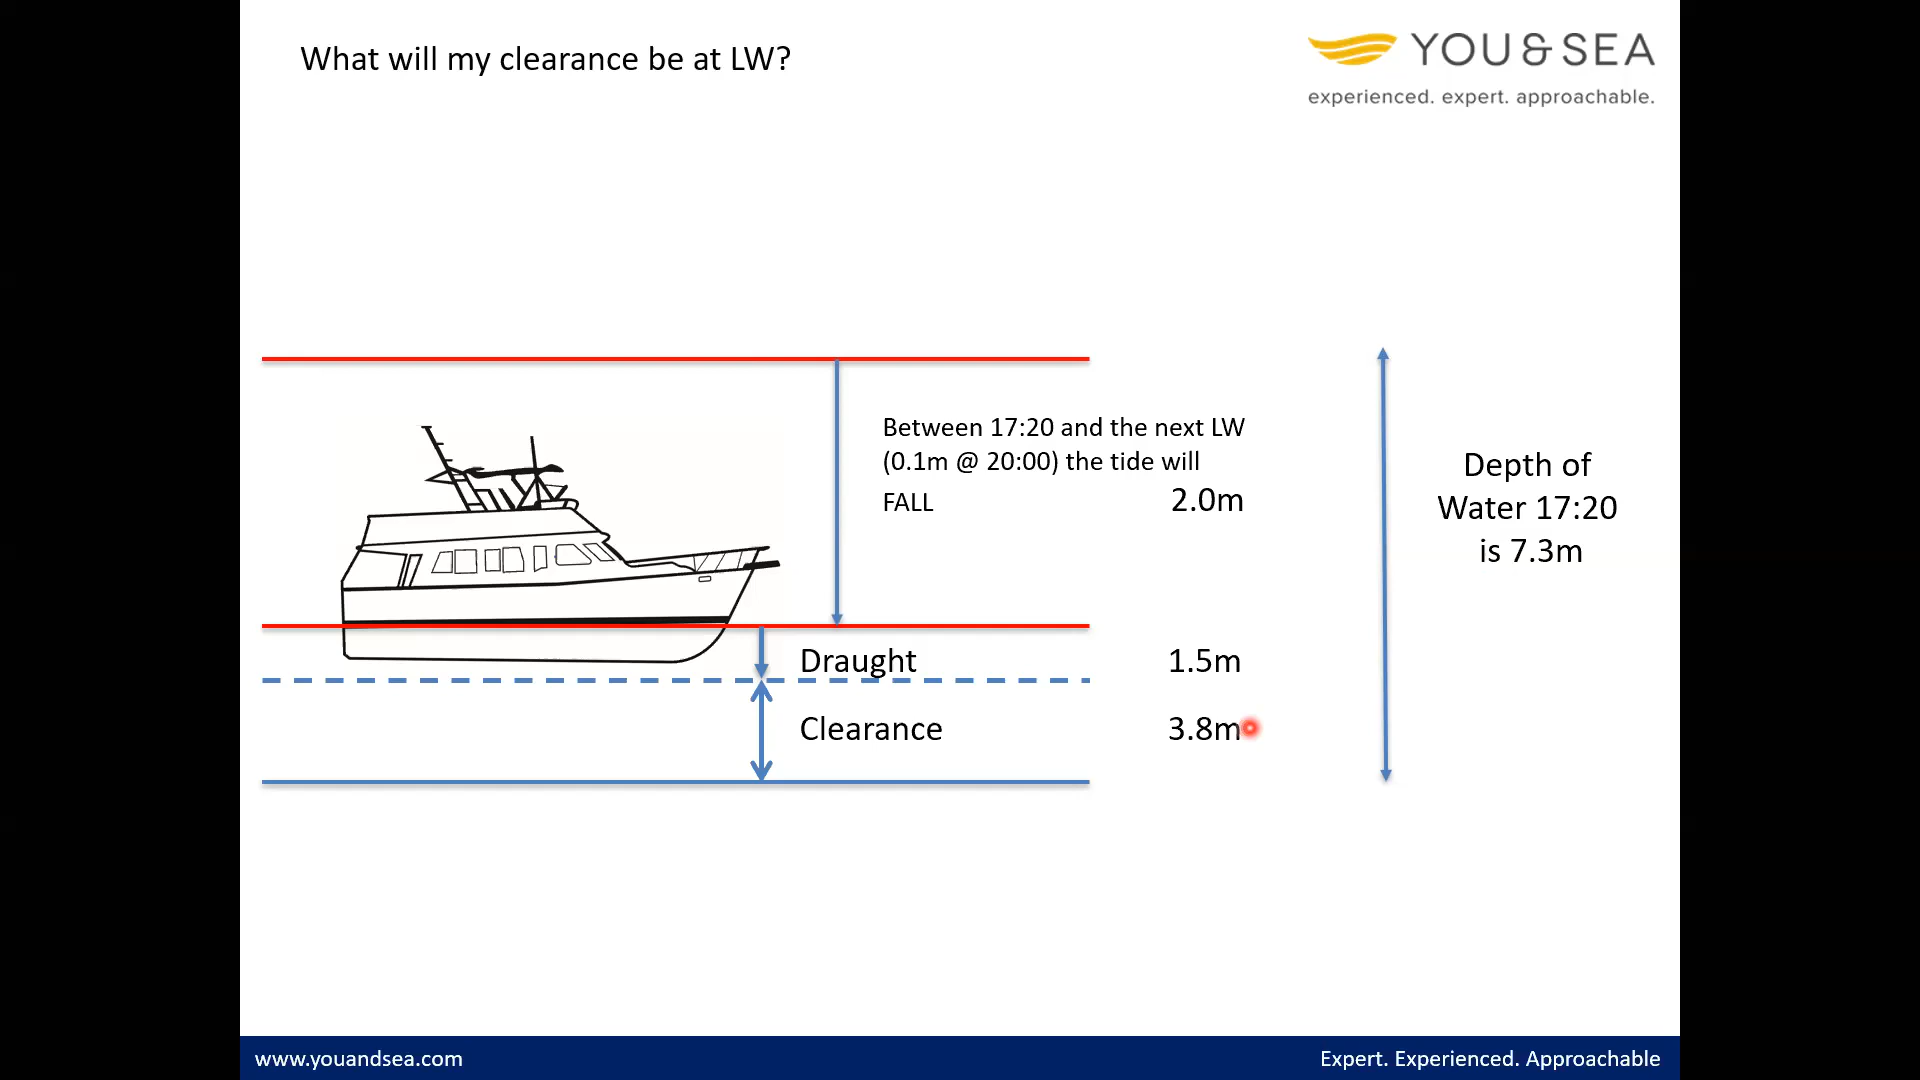 What will my clearance be at LW?
YOU & SEA
experienced. expert. approachable.
Between 17:20 and the next LW
(0.1m @ 20:00) the tide will
FALL 2.0m
Depth of
Water 17:20
is 7.3m
Draught 1.5m
Clearance 3.8m
www.youandsea.com
Expert. Experienced. Approachable